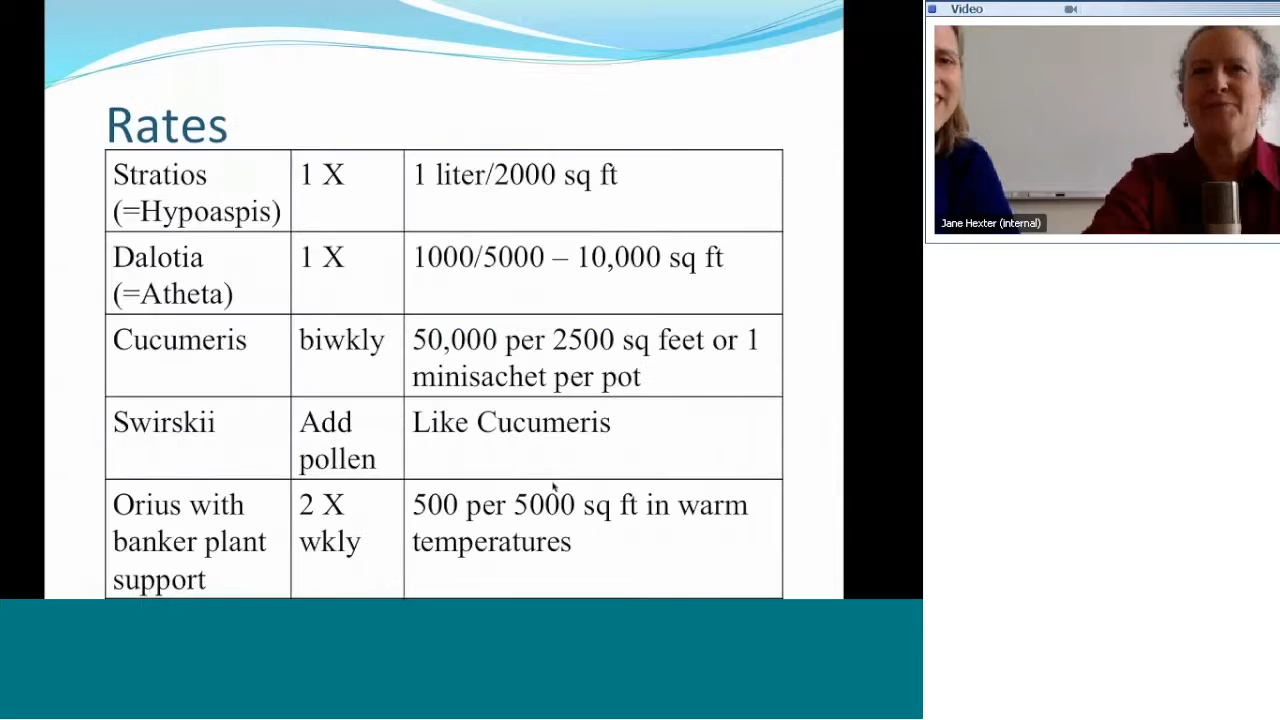 Rates
Stratios
(=Hypoaspis)
1 X
1 liter/2000 sq ft
Dalotia
(=Atheta)
1 X
1000/5000 – 10,000 sq ft
Cucumeris
biwkly
50,000 per 2500 sq feet or 1
minisachet per pot
Swirskii
Add
pollen
Like Cucumeris
Orius with
banker plant
support
2 X
wkly
500 per 5000 sq ft in warm
temperatures
Video
Jane Hexter (internal)